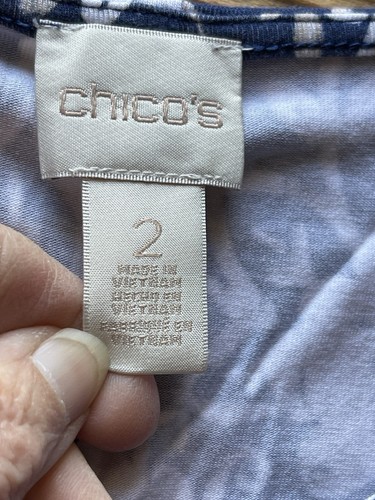 chico's
2
MADE IN
VIETNAM
HECHO EN
VIETNAM
FABRIQUÉ EN
VIETNAM